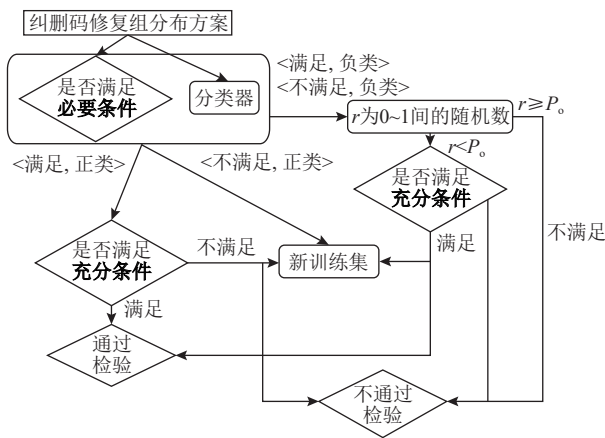 纠删码修复组分布方案
是否满足
必要条件
分类器
<满足, 负类>
<不满足, 负类>
r为0~1间的随机数
r≥Pₒ
r<Pₒ
<满足, 正类>
<不满足, 正类>
是否满足
充分条件
不满足
满足
是否满足
充分条件
不满足
新训练集
满足
通过
检验
不通过
检验